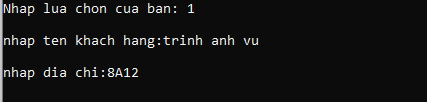 Nhap lua chon cua ban: 1
nhap ten khach hang:trinh anh vu
nhap dia chi:8A12